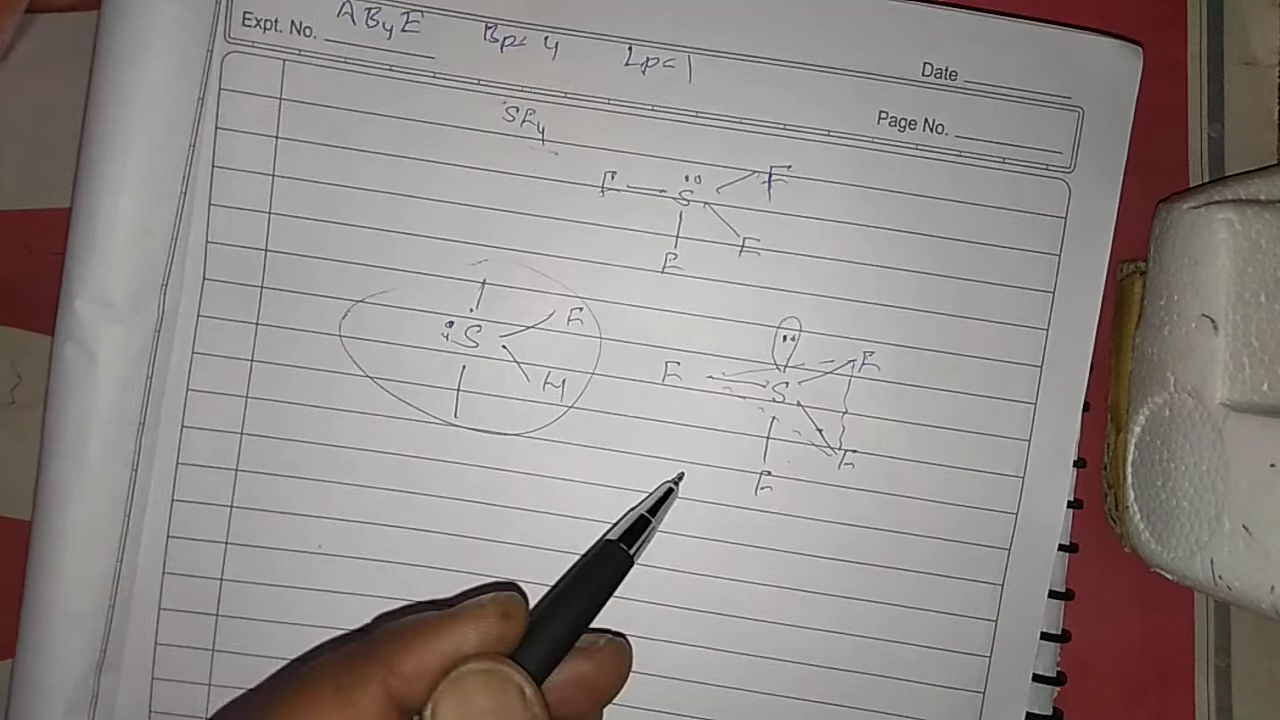 AB4E Bp=4 Lp=1
Expt. No.
Date
Page No.
SF4
F S F
F F
S F
H
F S F
F
F